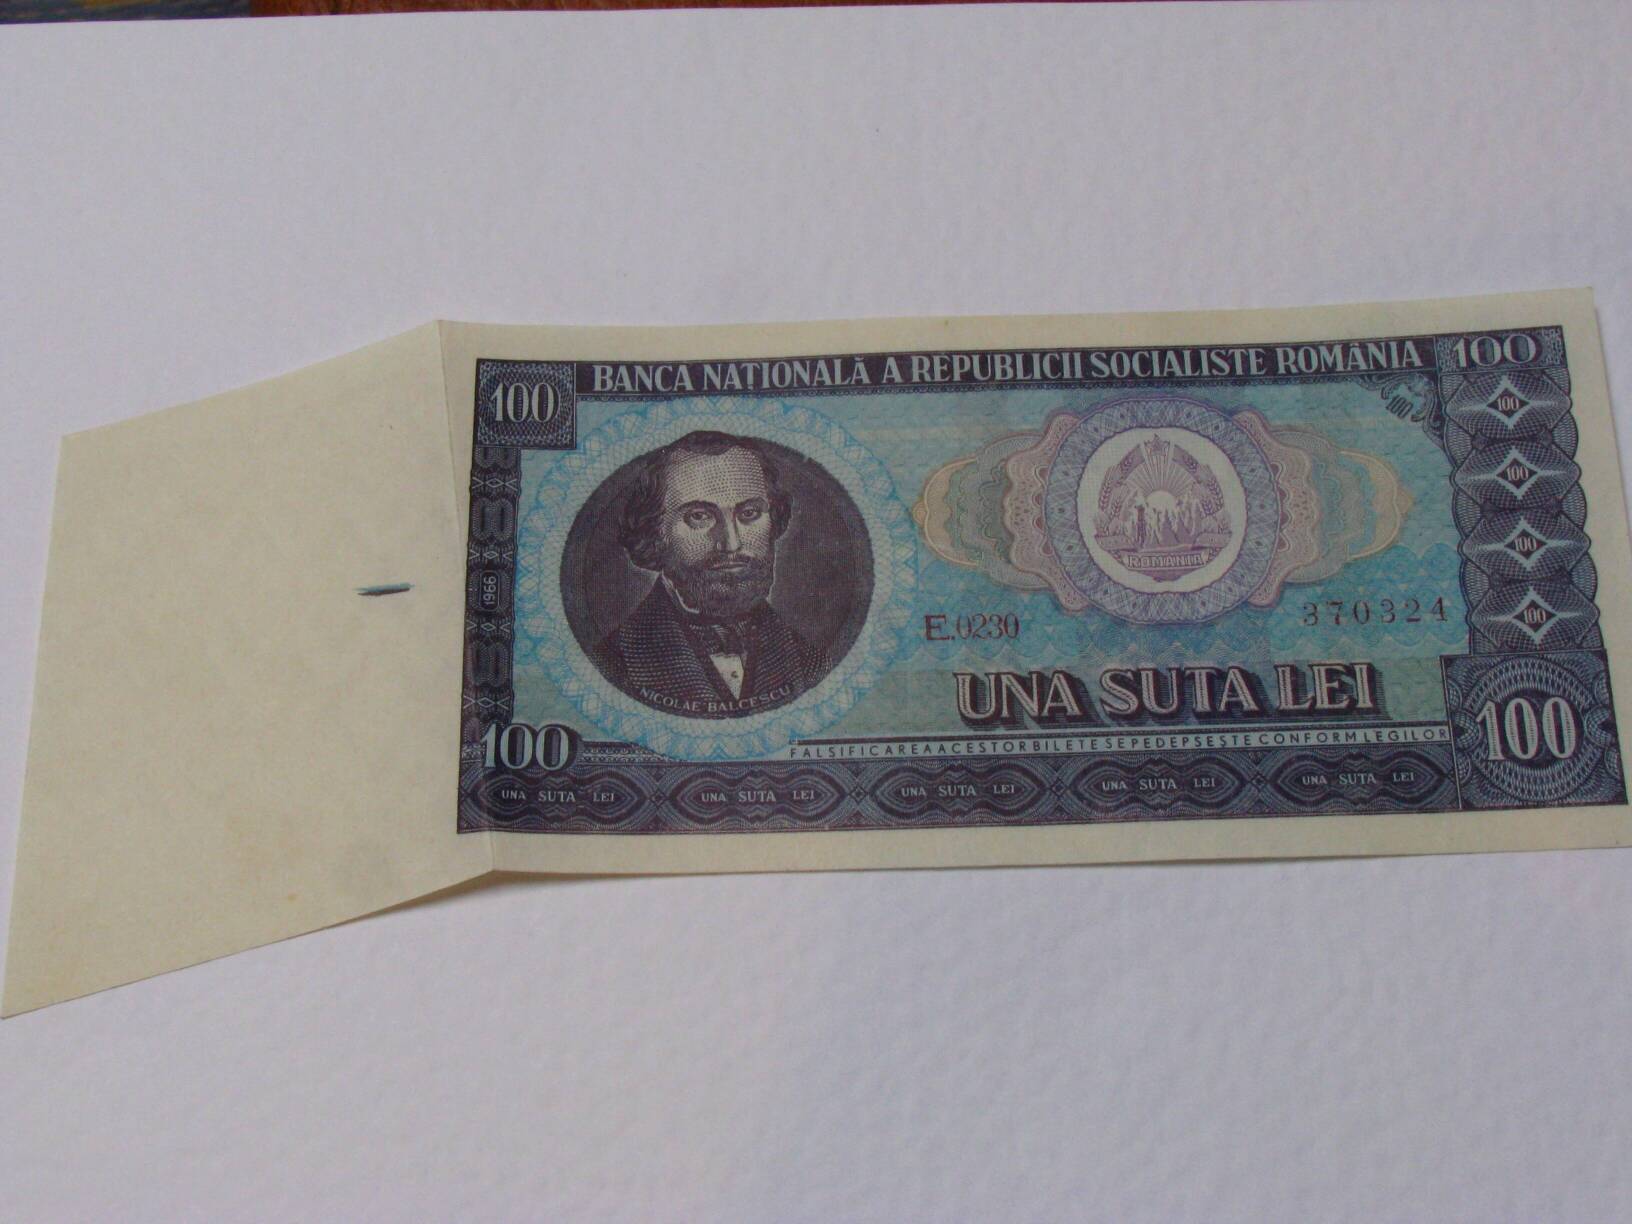 BANCA NAȚIONALĂ A REPUBLICII SOCIALISTE ROMÂNIA
100
100
100
100
100
100
100
1966
ROMANIA
E.0230
370324
NICOLAE BALCESCU
UNA SUTA LEI
100
100
FALSIFICAREA ACESTOR BILETE SE PEDEPSEȘTE CONFORM LEGILOR
UNA SUTA LEI
UNA SUTA LEI
UNA SUTA LEI
UNA SUTA LEI
UNA SUTA LEI